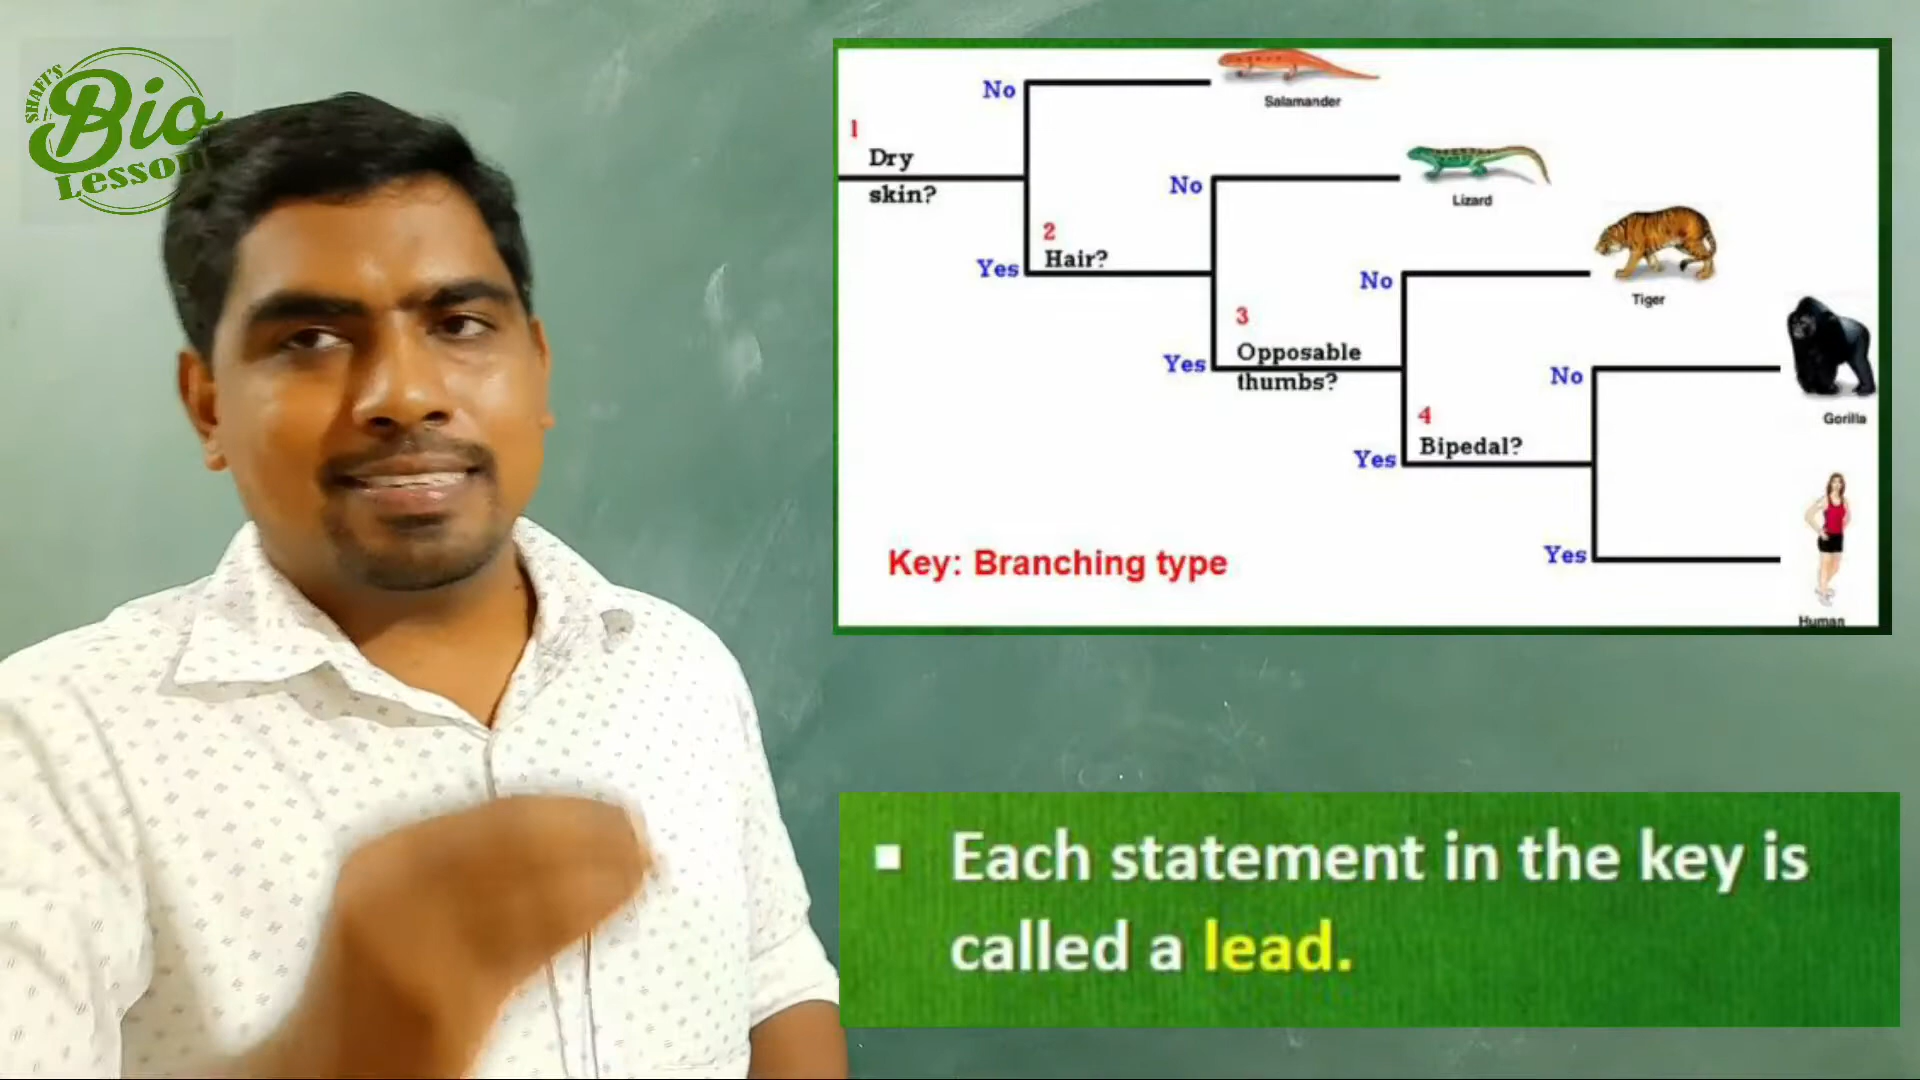 SHAFI'S
Bio
Lesson
No
Salamander
1
Dry
skin?
No
Lizard
2
Hair?
Yes
No
Tiger
3
Opposable
thumbs?
Yes
No
Gorilla
4
Bipedal?
Yes
Yes
Human
Key: Branching type
▪ Each statement in the key is
called a lead.